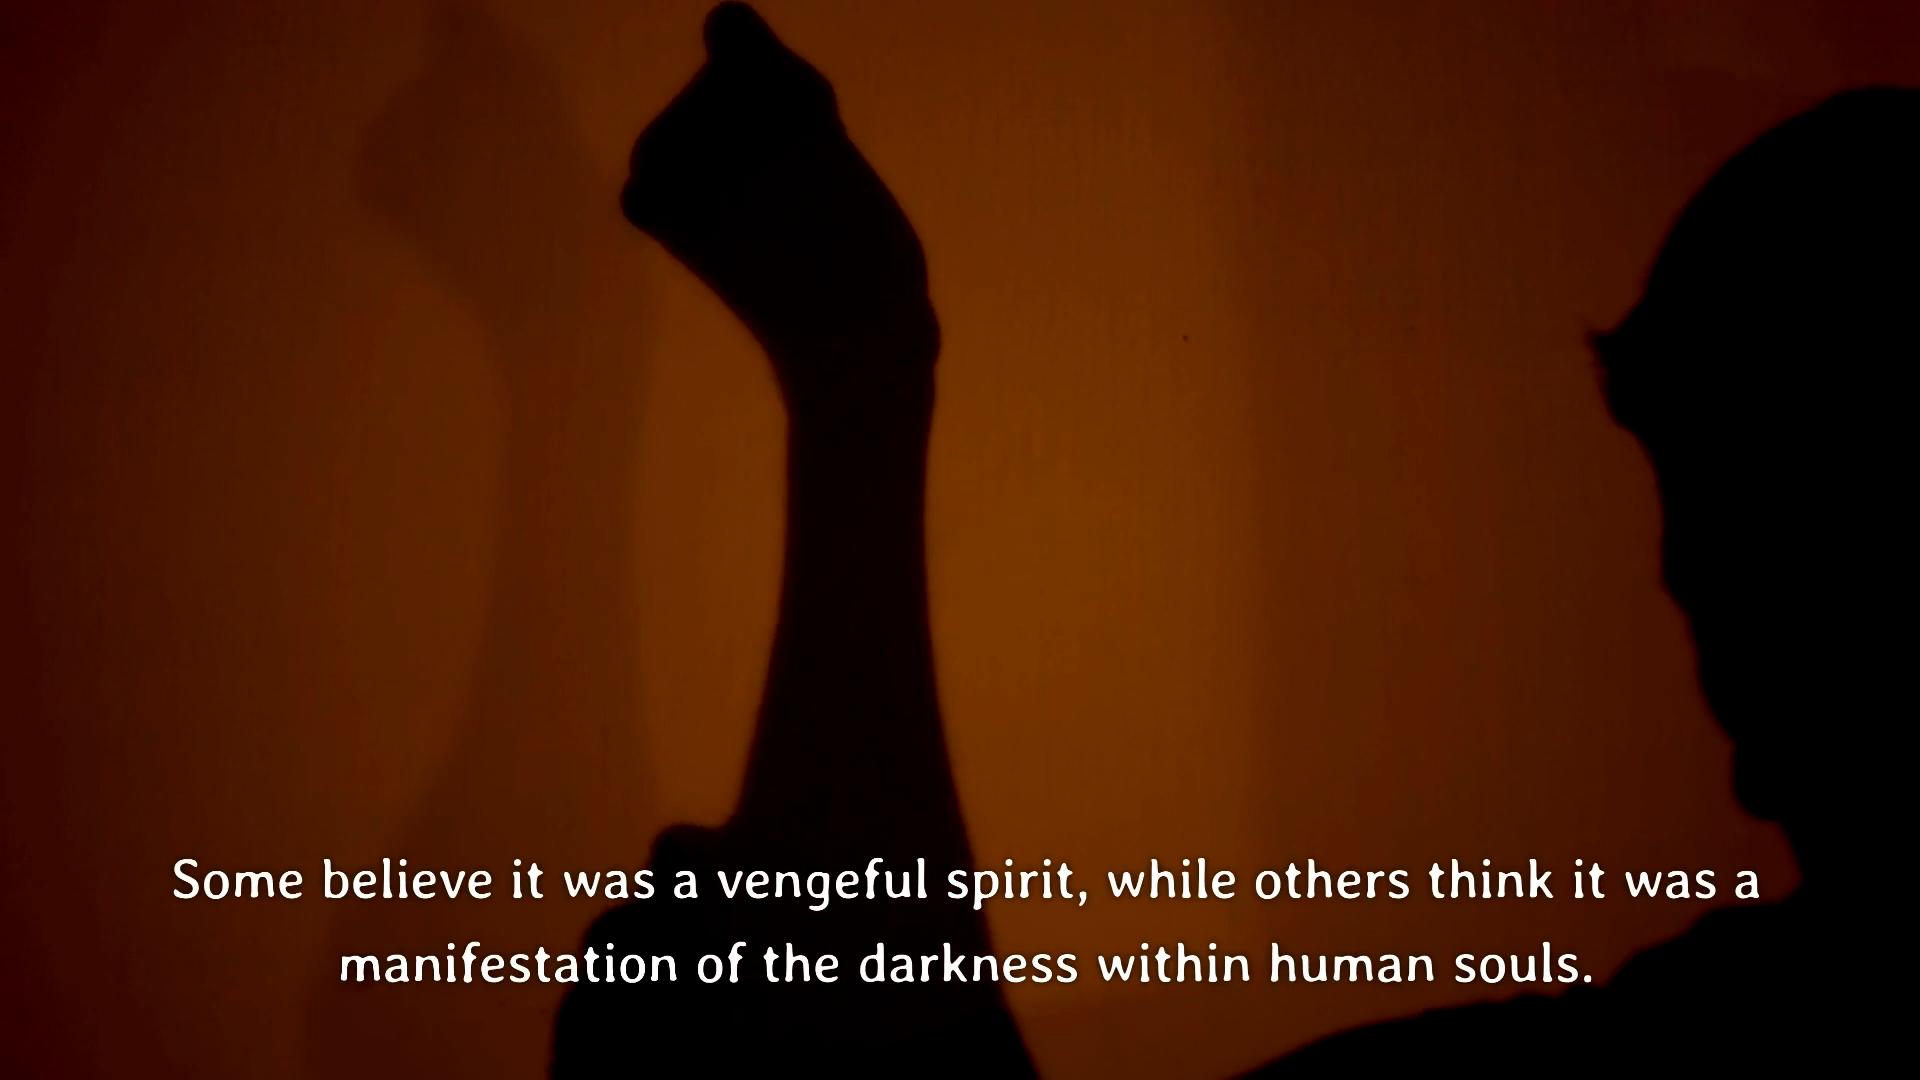 Some believe it was a vengeful spirit, while others think it was a
manifestation of the darkness within human souls.